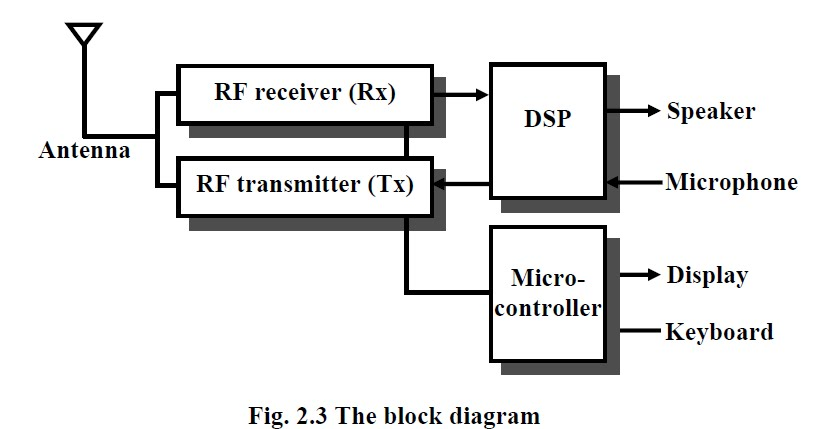 RF receiver (Rx)
DSP
Speaker
Antenna
RF transmitter (Tx)
Microphone
Micro-
controller
Display
Keyboard
Fig. 2.3 The block diagram